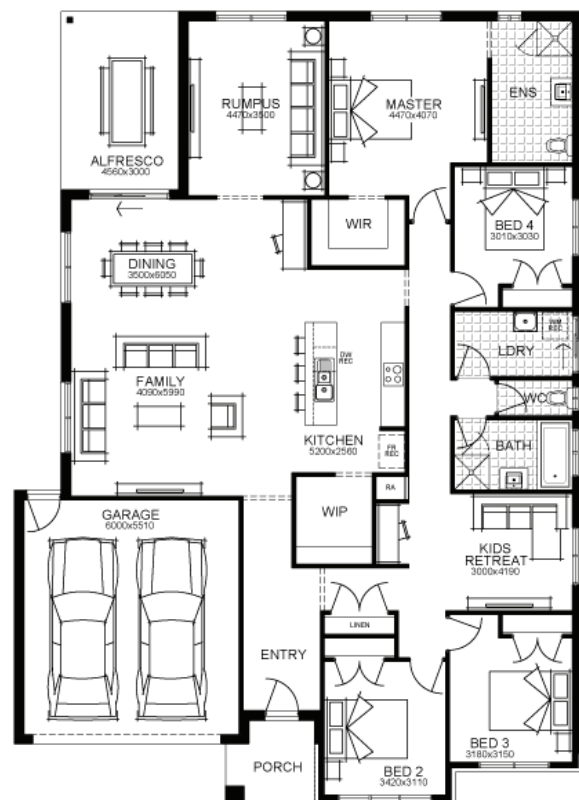 RUMPUS
4470x3500
MASTER
4470x4070
ENS
ALFRESCO
4560x3000
WIR
BED 4
3010x3030
DINING
3500x6050
WM
REC
LDRY
DW
REC
FAMILY
4090x5990
WC
KITCHEN
5200x2560
FR
REC
BATH
RA
WIP
GARAGE
6000x5510
KIDS
RETREAT
3000x4190
LINEN
ENTRY
BED 3
3180x3150
PORCH
BED 2
3420x3110